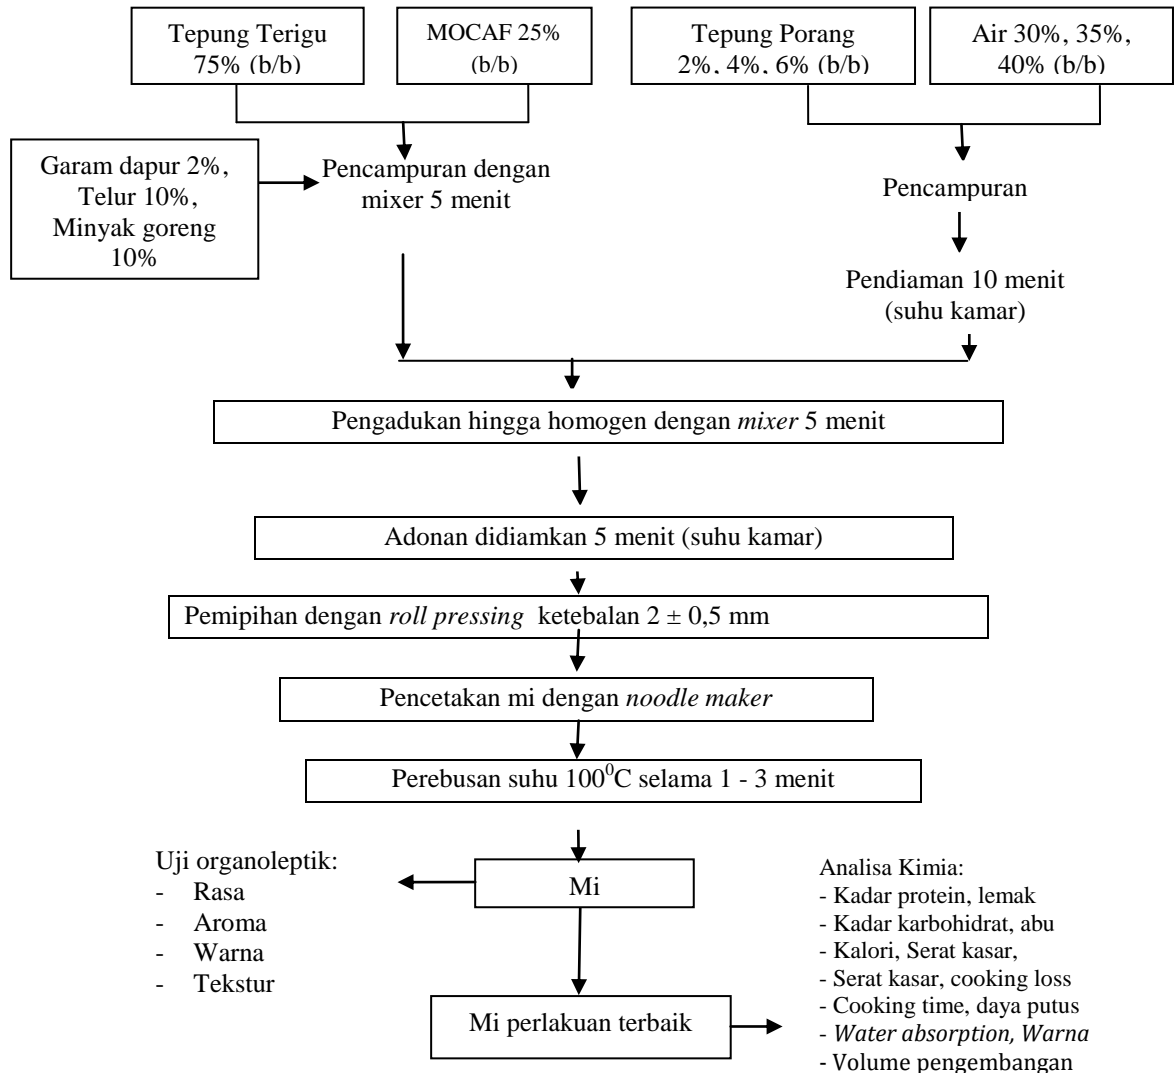 Tepung Terigu
75% (b/b)
MOCAF 25%
(b/b)
Tepung Porang
2%, 4%, 6% (b/b)
Air 30%, 35%,
40% (b/b)
Garam dapur 2%,
Telur 10%,
Minyak goreng
10%
Pencampuran dengan
mixer 5 menit
Pencampuran
Pendiaman 10 menit
(suhu kamar)
Pengadukan hingga homogen dengan mixer 5 menit
Adonan didiamkan 5 menit (suhu kamar)
Pemipihan dengan roll pressing ketebalan 2 ± 0,5 mm
Pencetakan mi dengan noodle maker
Perebusan suhu 100⁰C selama 1 - 3 menit
Uji organoleptik:
- Rasa
- Aroma
- Warna
- Tekstur
Mi
Mi perlakuan terbaik
Analisa Kimia:
- Kadar protein, lemak
- Kadar karbohidrat, abu
- Kalori, Serat kasar,
- Serat kasar, cooking loss
- Cooking time, daya putus
- Water absorption, Warna
- Volume pengembangan